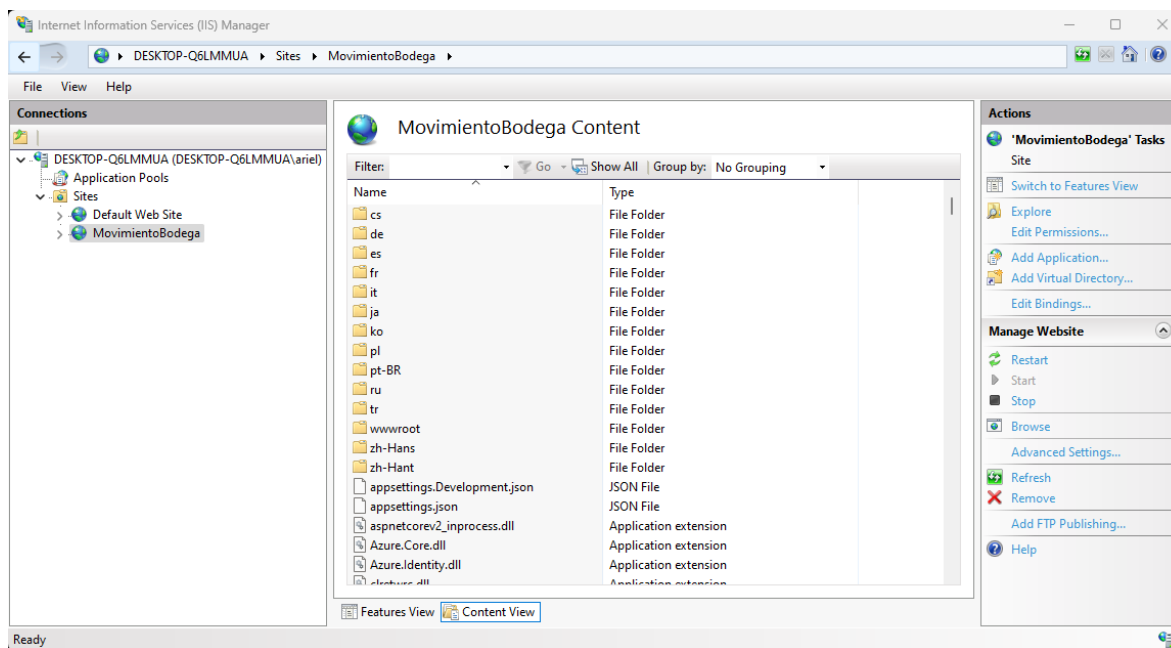 Internet Information Services (IIS) Manager
DESKTOP-Q6LMMUA Sites MovimientoBodega
File View Help
Connections
DESKTOP-Q6LMMUA (DESKTOP-Q6LMMUA\ariel)
Application Pools
Sites
Default Web Site
MovimientoBodega
MovimientoBodega Content
Filter: Go Show All Group by: No Grouping
Name Type
cs File Folder
de File Folder
es File Folder
fr File Folder
it File Folder
ja File Folder
ko File Folder
pl File Folder
pt-BR File Folder
ru File Folder
tr File Folder
wwwroot File Folder
zh-Hans File Folder
zh-Hant File Folder
appsettings.Development.json JSON File
appsettings.json JSON File
aspnetcorev2_inprocess.dll Application extension
Azure.Core.dll Application extension
Azure.Identity.dll Application extension
Application extension
Features View Content View
Actions
'MovimientoBodega' Tasks
Site
Switch to Features View
Explore
Edit Permissions...
Add Application...
Add Virtual Directory...
Edit Bindings...
Manage Website
Restart
Start
Stop
Browse
Advanced Settings...
Refresh
Remove
Add FTP Publishing...
Help
Ready